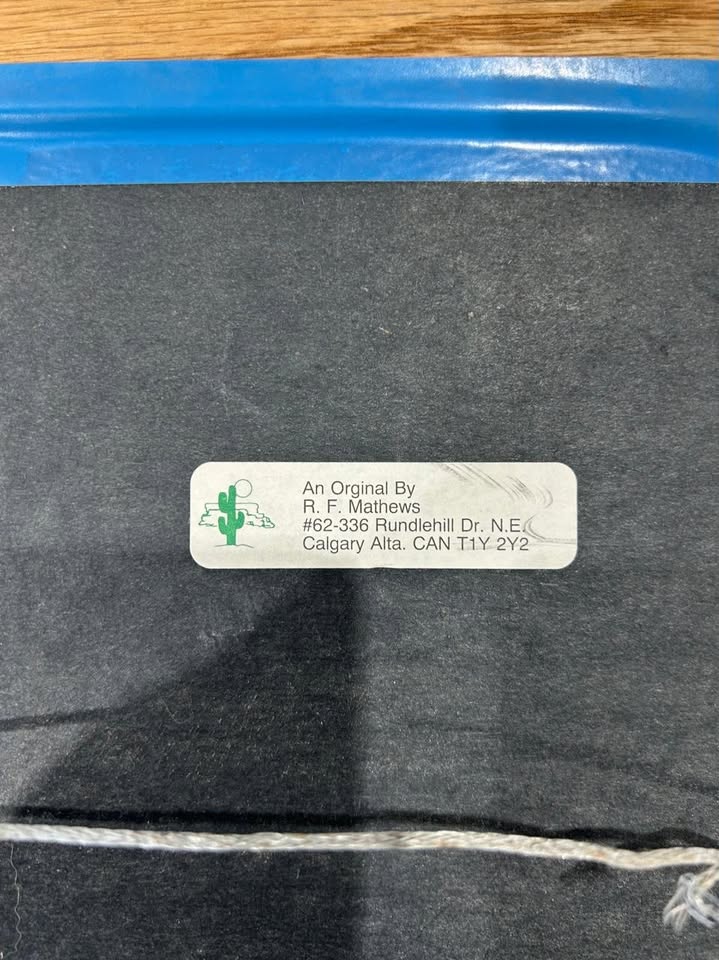 An Orginal By
R. F. Mathews
#62-336 Rundlehill Dr. N.E.
Calgary Alta. CAN T1Y 2Y2